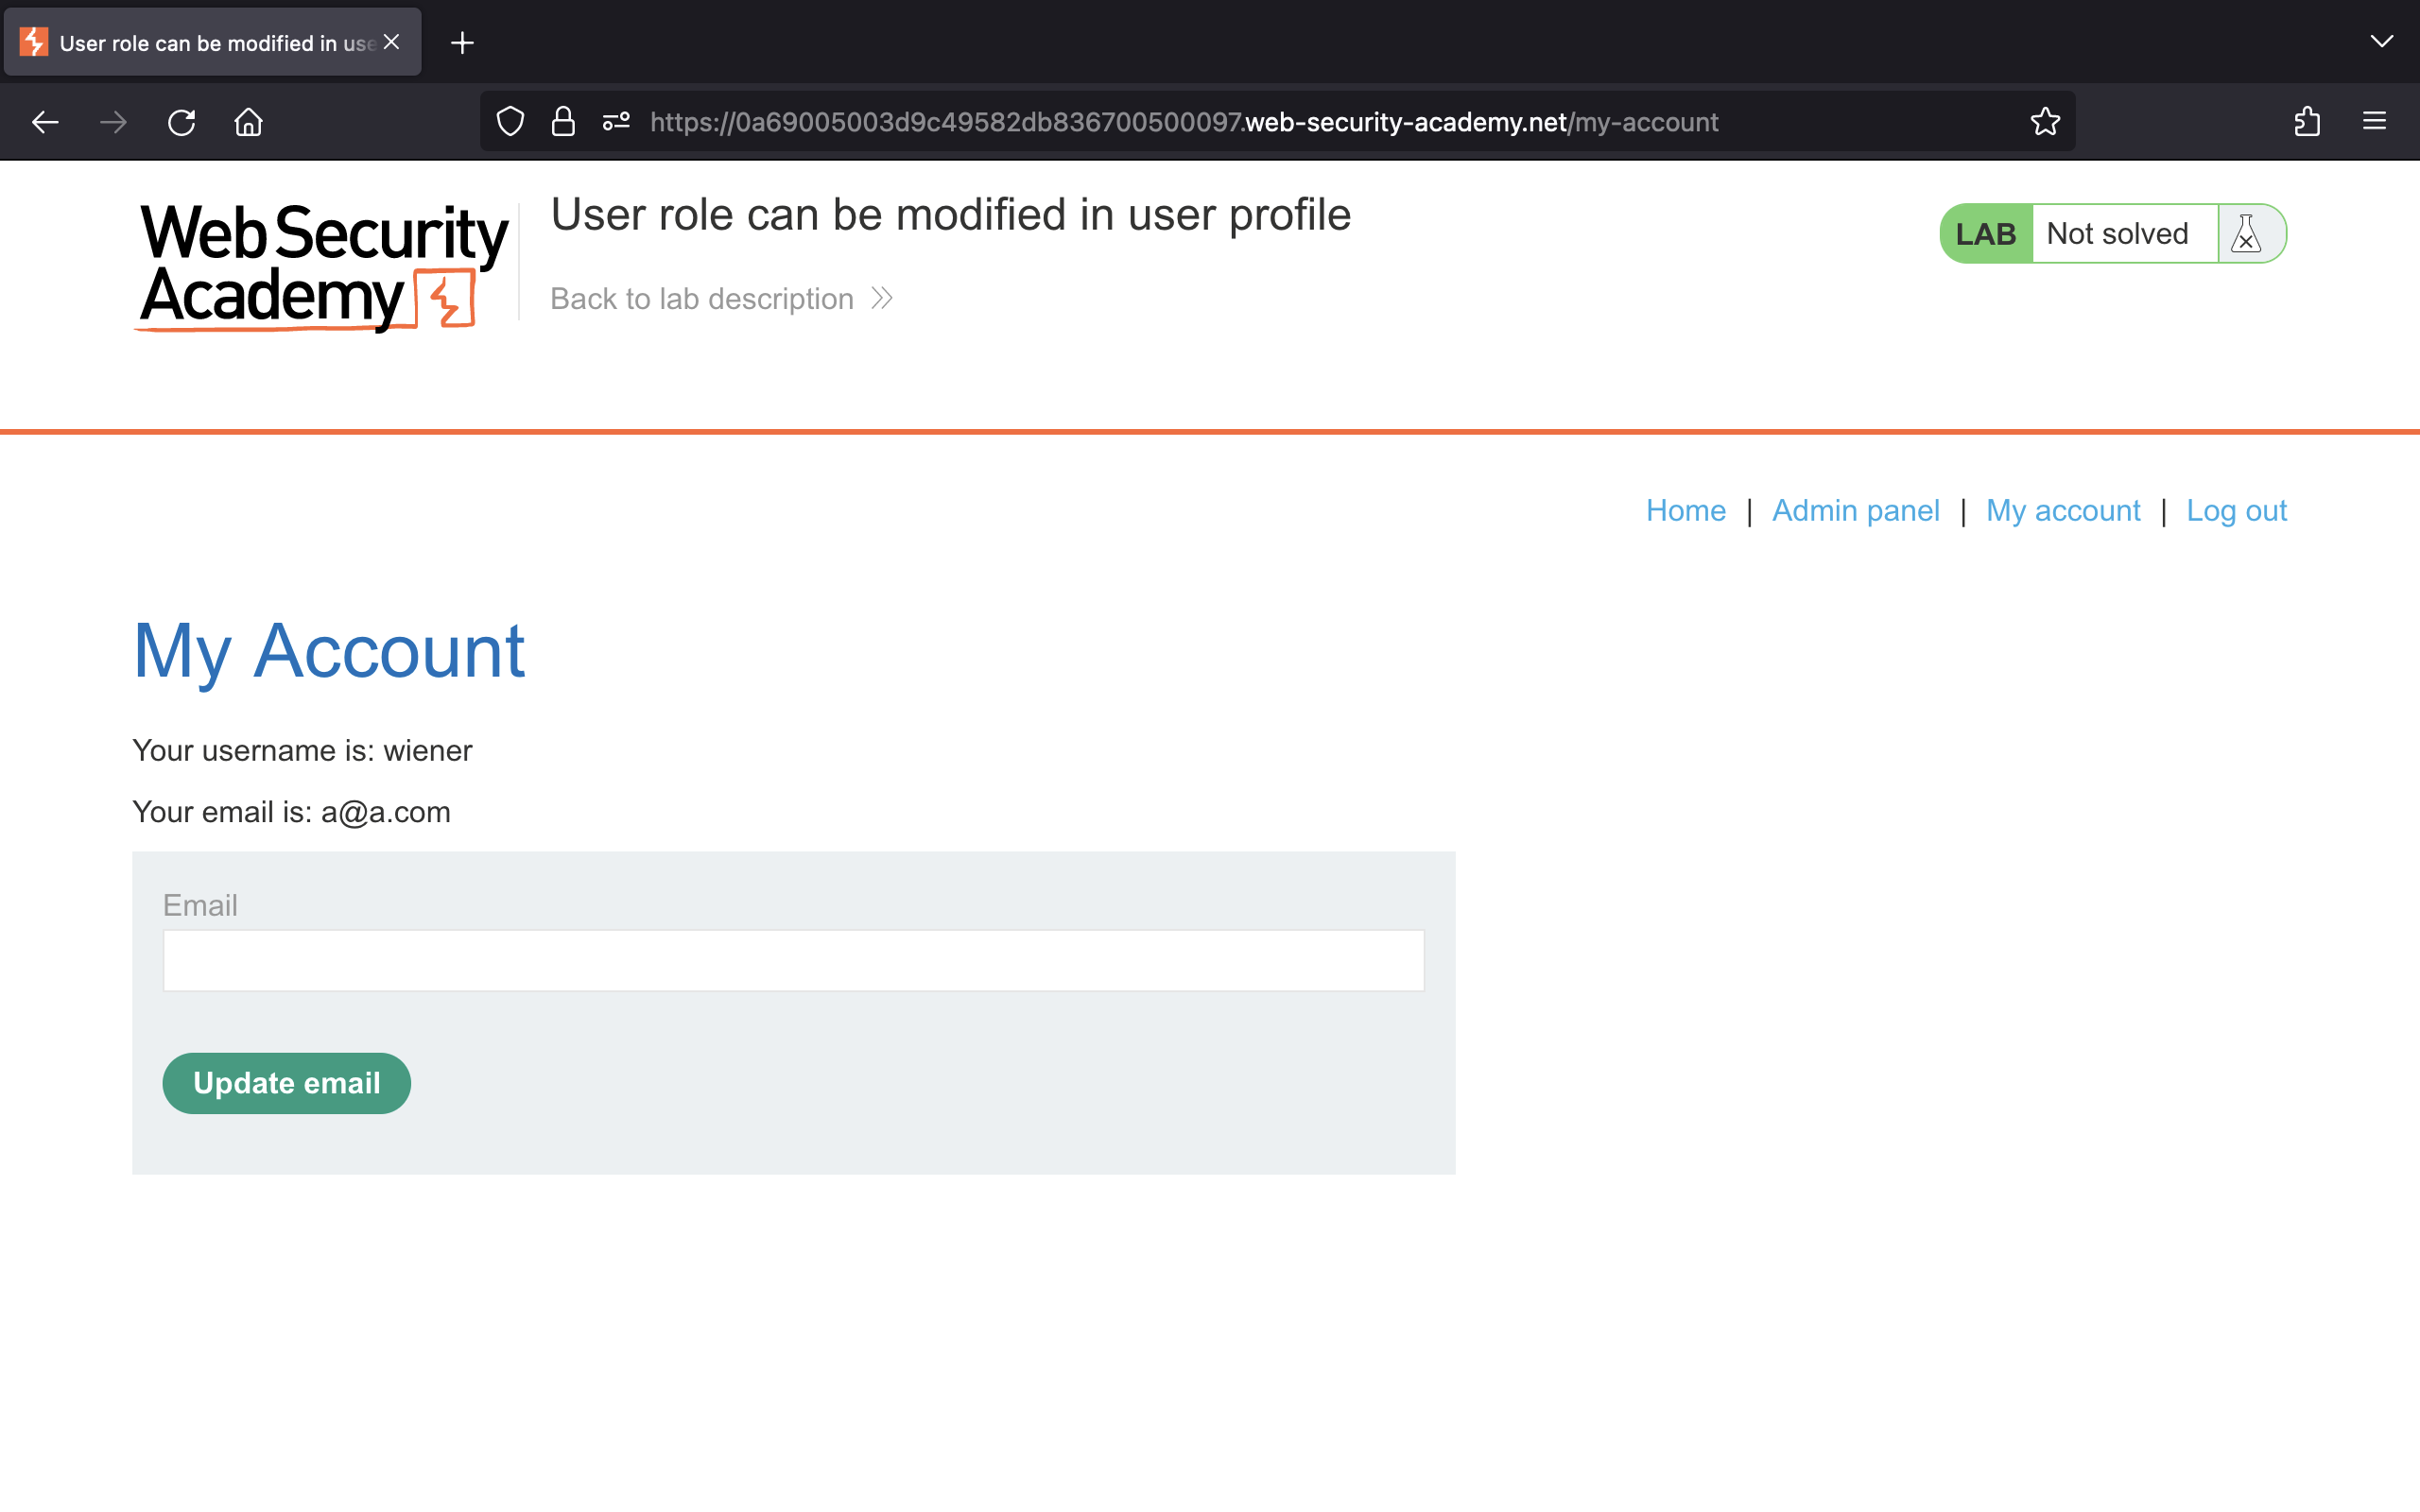 User role can be modified in use
https://0a69005003d9c49582db836700500097.web-security-academy.net/my-account
Web Security
Academy
User role can be modified in user profile
Back to lab description
LAB Not solved
Home | Admin panel | My account | Log out
My Account
Your username is: wiener
Your email is: a@a.com
Email
Update email